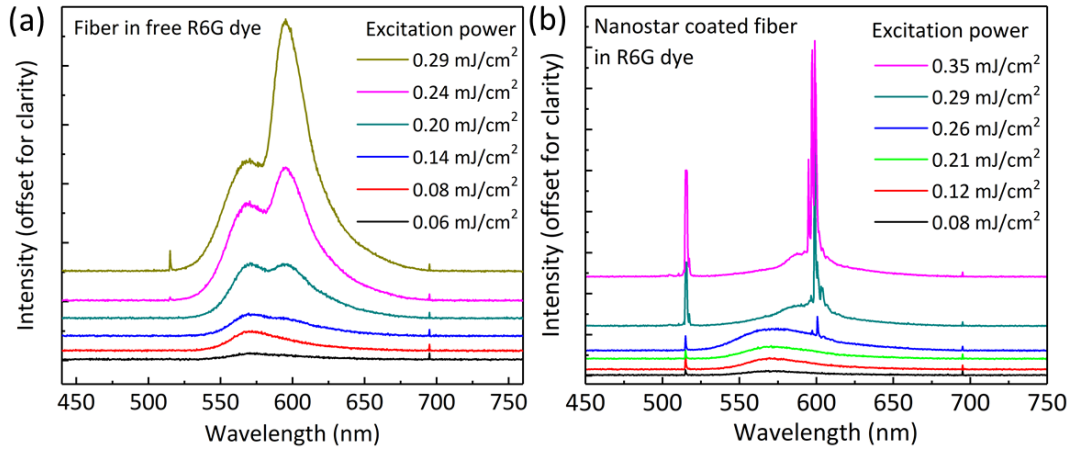 (a)
Fiber in free R6G dye
Excitation power
0.29 mJ/cm²
0.24 mJ/cm²
0.20 mJ/cm²
0.14 mJ/cm²
0.08 mJ/cm²
0.06 mJ/cm²
Intensity (offset for clarity)
450 500 550 600 650 700 750
Wavelength (nm)
(b)
Nanostar coated fiber
in R6G dye
Excitation power
0.35 mJ/cm²
0.29 mJ/cm²
0.26 mJ/cm²
0.21 mJ/cm²
0.12 mJ/cm²
0.08 mJ/cm²
Intensity (offset for clarity)
450 500 550 600 650 700 750
Wavelength (nm)